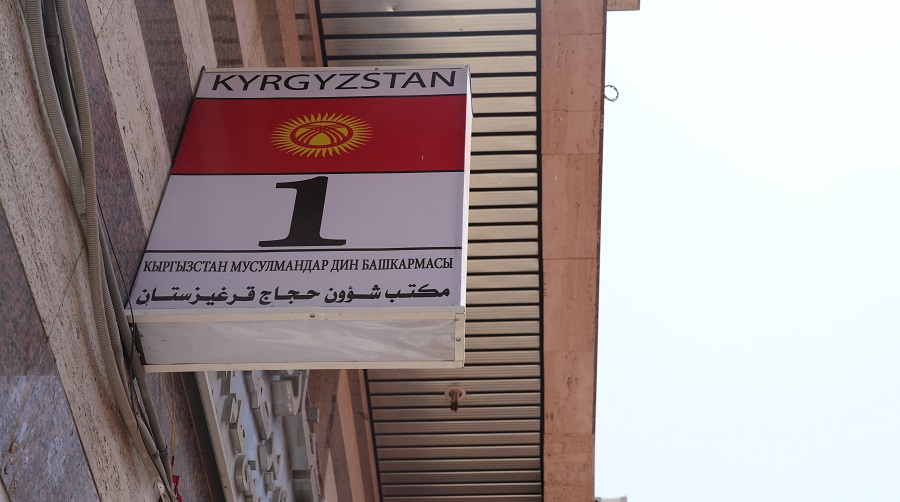 KYRGYZSTAN
1
КЫРГЫЗСТАН МУСУЛМАНДАР ДИН БАШКАРМАСЫ
مكتب شؤون حجاج قرغيزستان